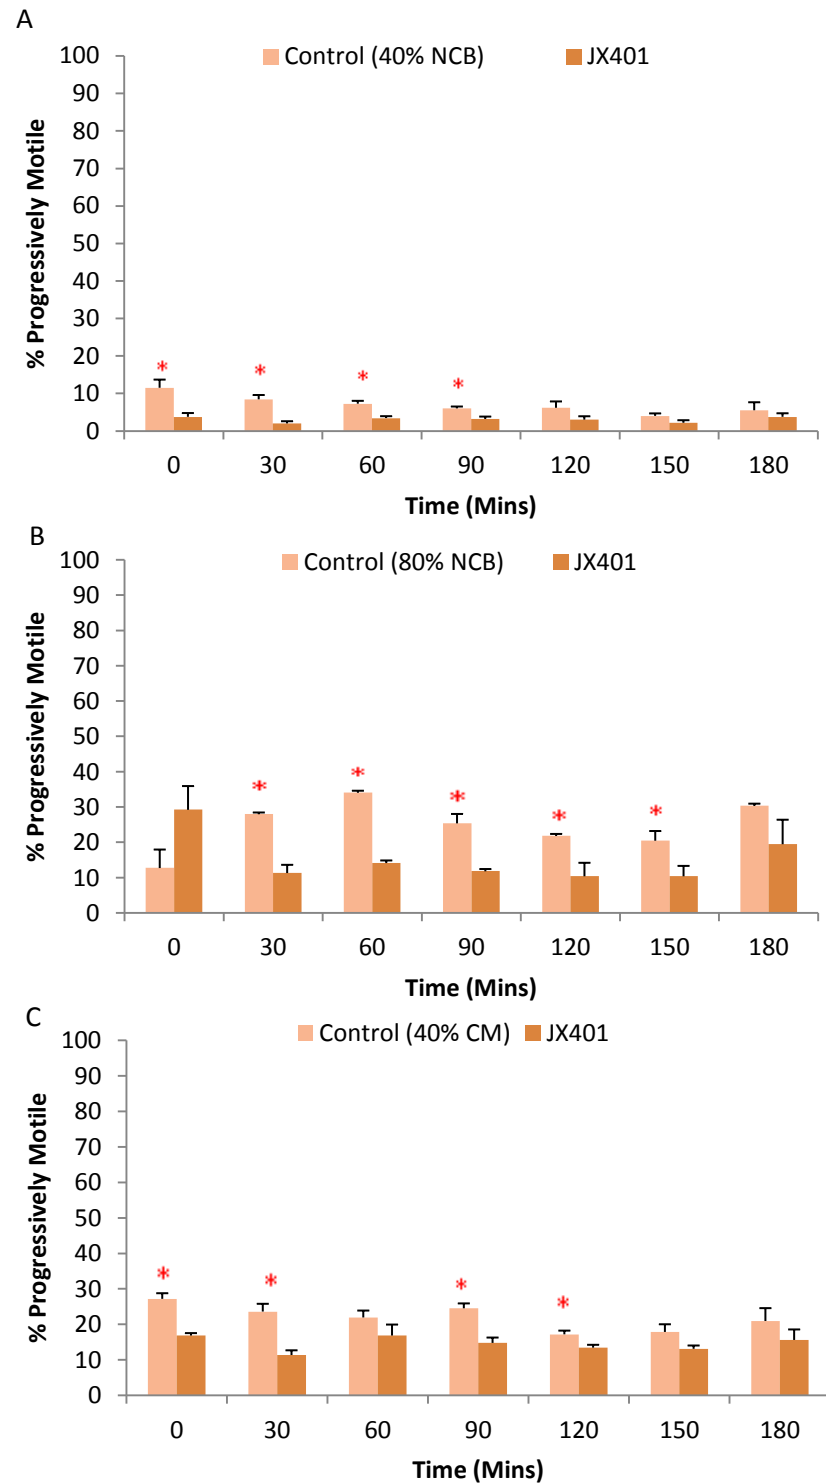 A
Control (40% NCB) JX401
100
90
80
70
60
50
40
30
20
10
0
% Progressively Motile
* * * *
0 30 60 90 120 150 180
Time (Mins)
B
Control (80% NCB) JX401
100
90
80
70
60
50
40
30
20
10
0
% Progressively Motile
* * * * *
0 30 60 90 120 150 180
Time (Mins)
C
Control (40% CM) JX401
100
90
80
70
60
50
40
30
20
10
0
% Progressively Motile
* * * *
0 30 60 90 120 150 180
Time (Mins)